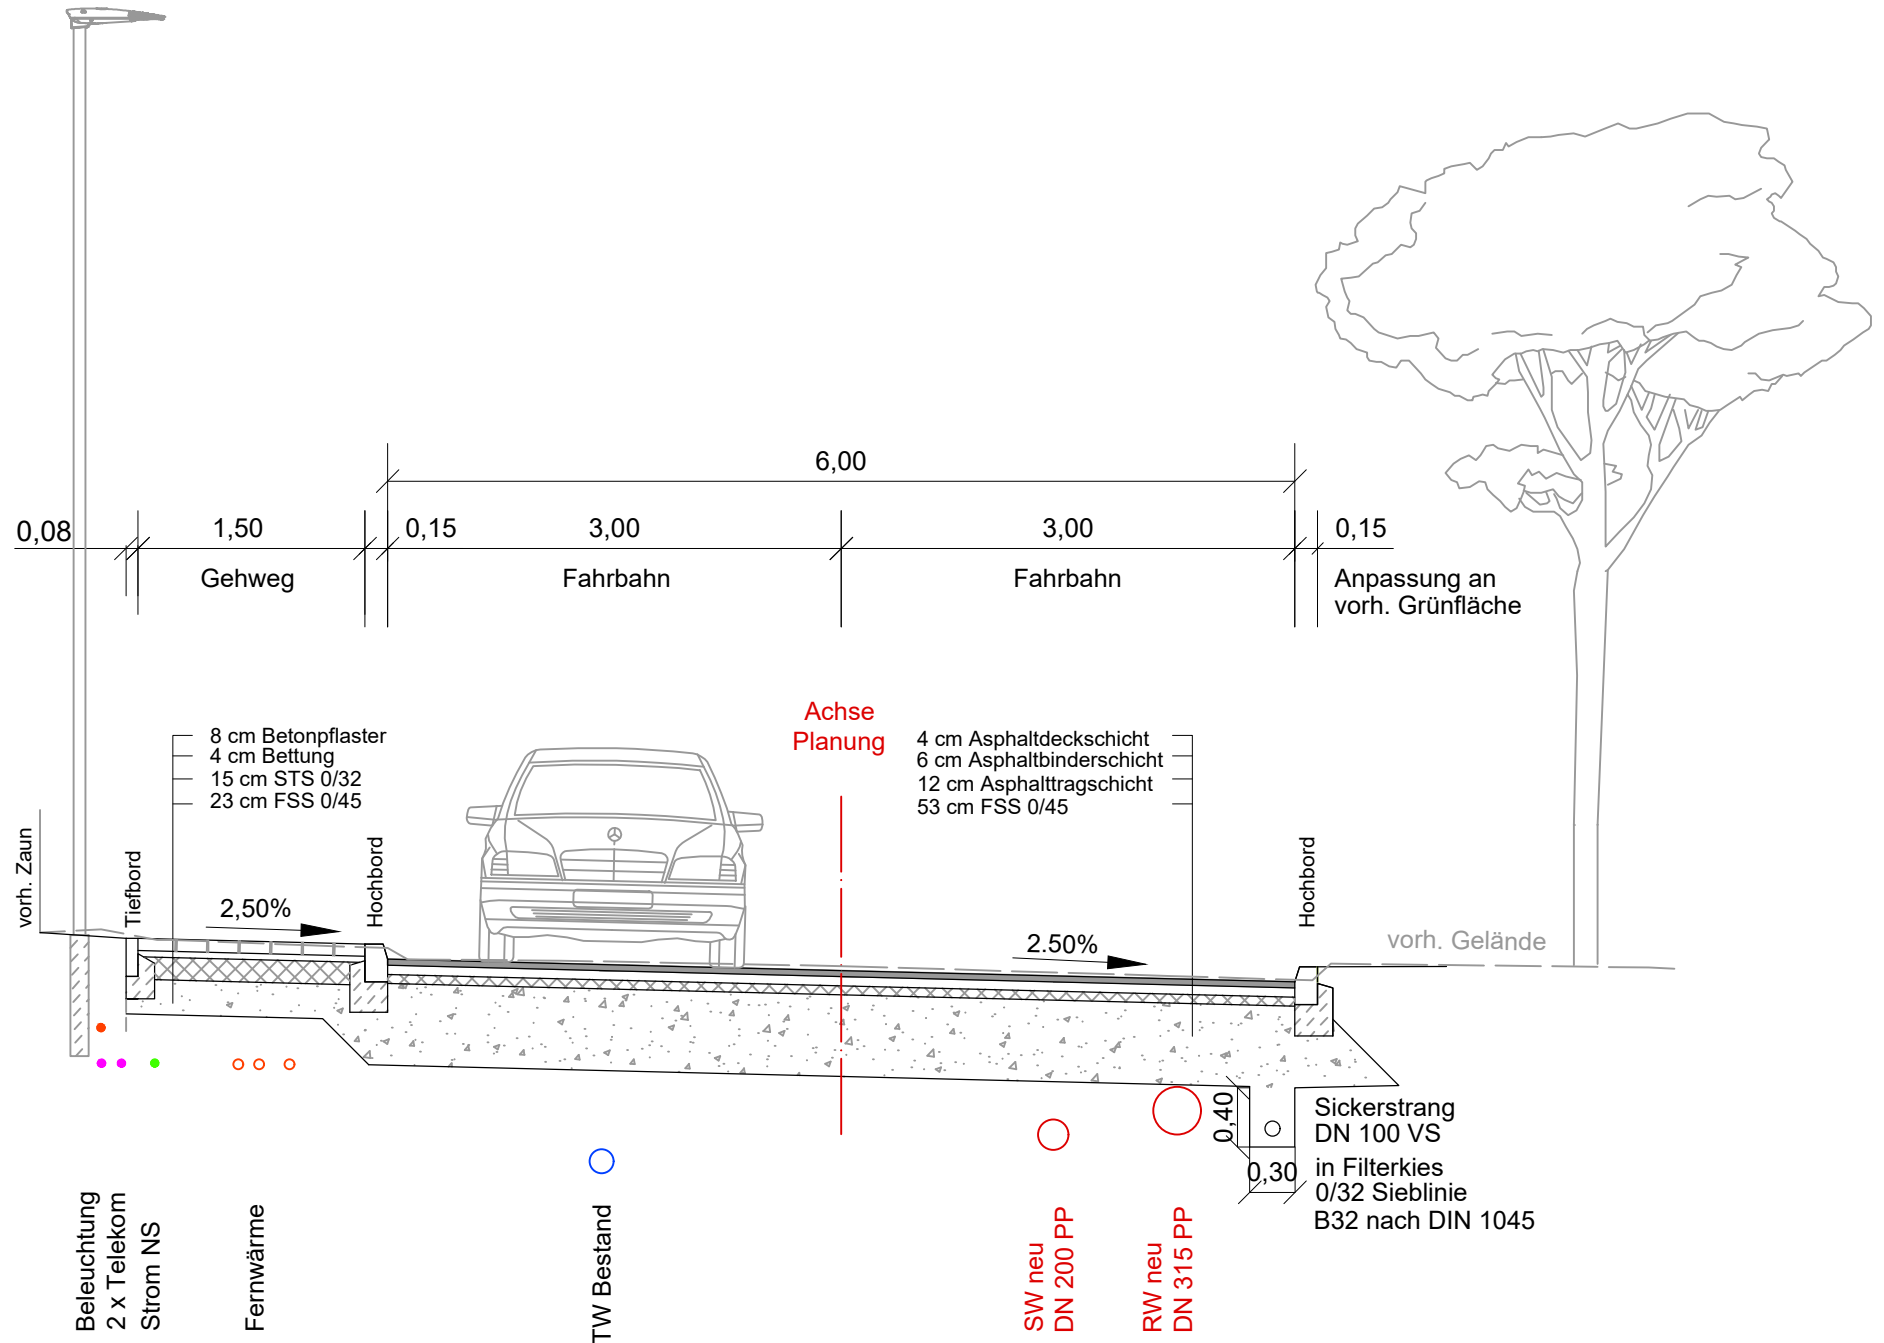 6,00
0,08
1,50
0,15
3,00
3,00
0,15
Gehweg
Fahrbahn
Fahrbahn
Anpassung an
vorh. Grünfläche
Achse
Planung
8 cm Betonpflaster
4 cm Bettung
15 cm STS 0/32
23 cm FSS 0/45
4 cm Asphaltdeckschicht
6 cm Asphaltbinderschicht
12 cm Asphalttragschicht
53 cm FSS 0/45
vorh. Zaun
Tiefbord
2,50%
Hochbord
2.50%
Hochbord
vorh. Gelände
0,40
0,30
Sickerstrang
DN 100 VS
in Filterkies
0/32 Sieblinie
B32 nach DIN 1045
Beleuchtung
2 x Telekom
Strom NS
Fernwärme
TW Bestand
SW neu
DN 200 PP
RW neu
DN 315 PP